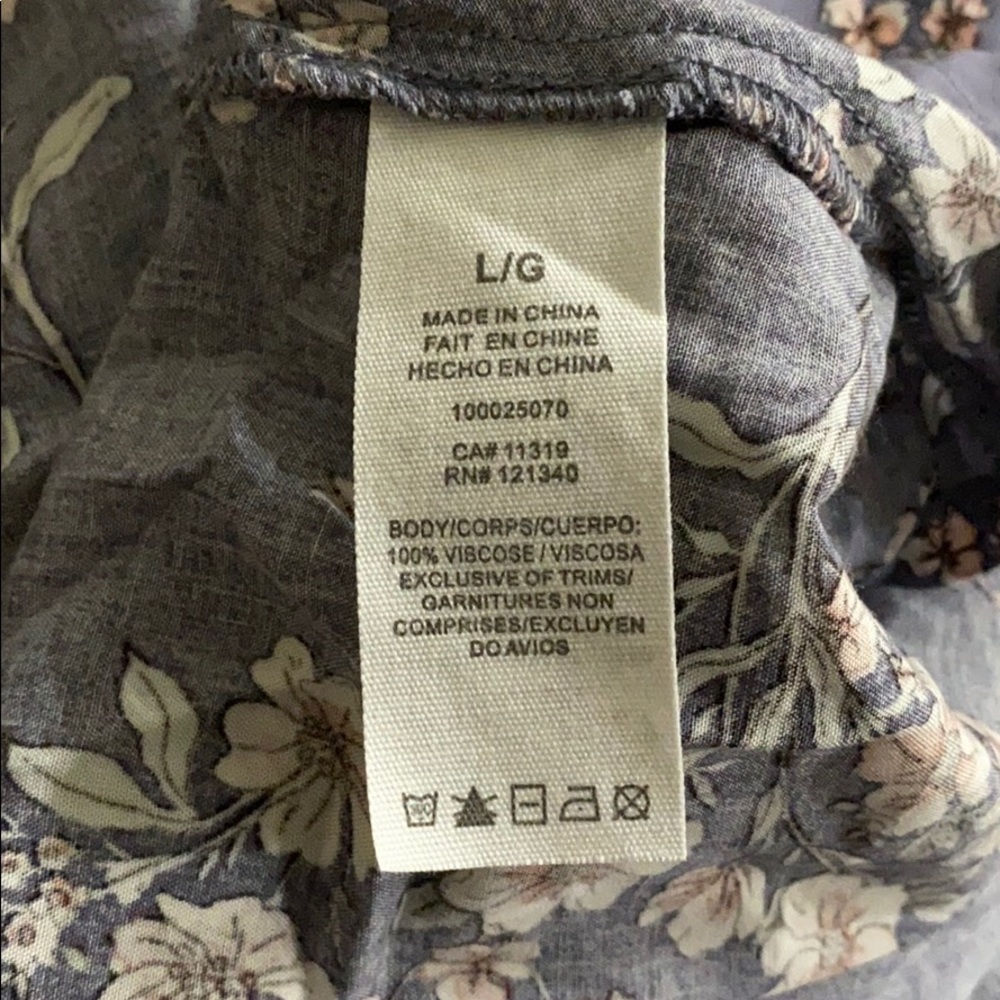 L/G
MADE IN CHINA
FAIT EN CHINE
HECHO EN CHINA
100025070
CA# 11319
RN# 121340
BODY/CORPS/CUERPO:
100% VISCOSE / VISCOSA
EXCLUSIVE OF TRIMS/
GARNITURES NON
COMPRISES/EXCLUYEN
DO AVIOS
30